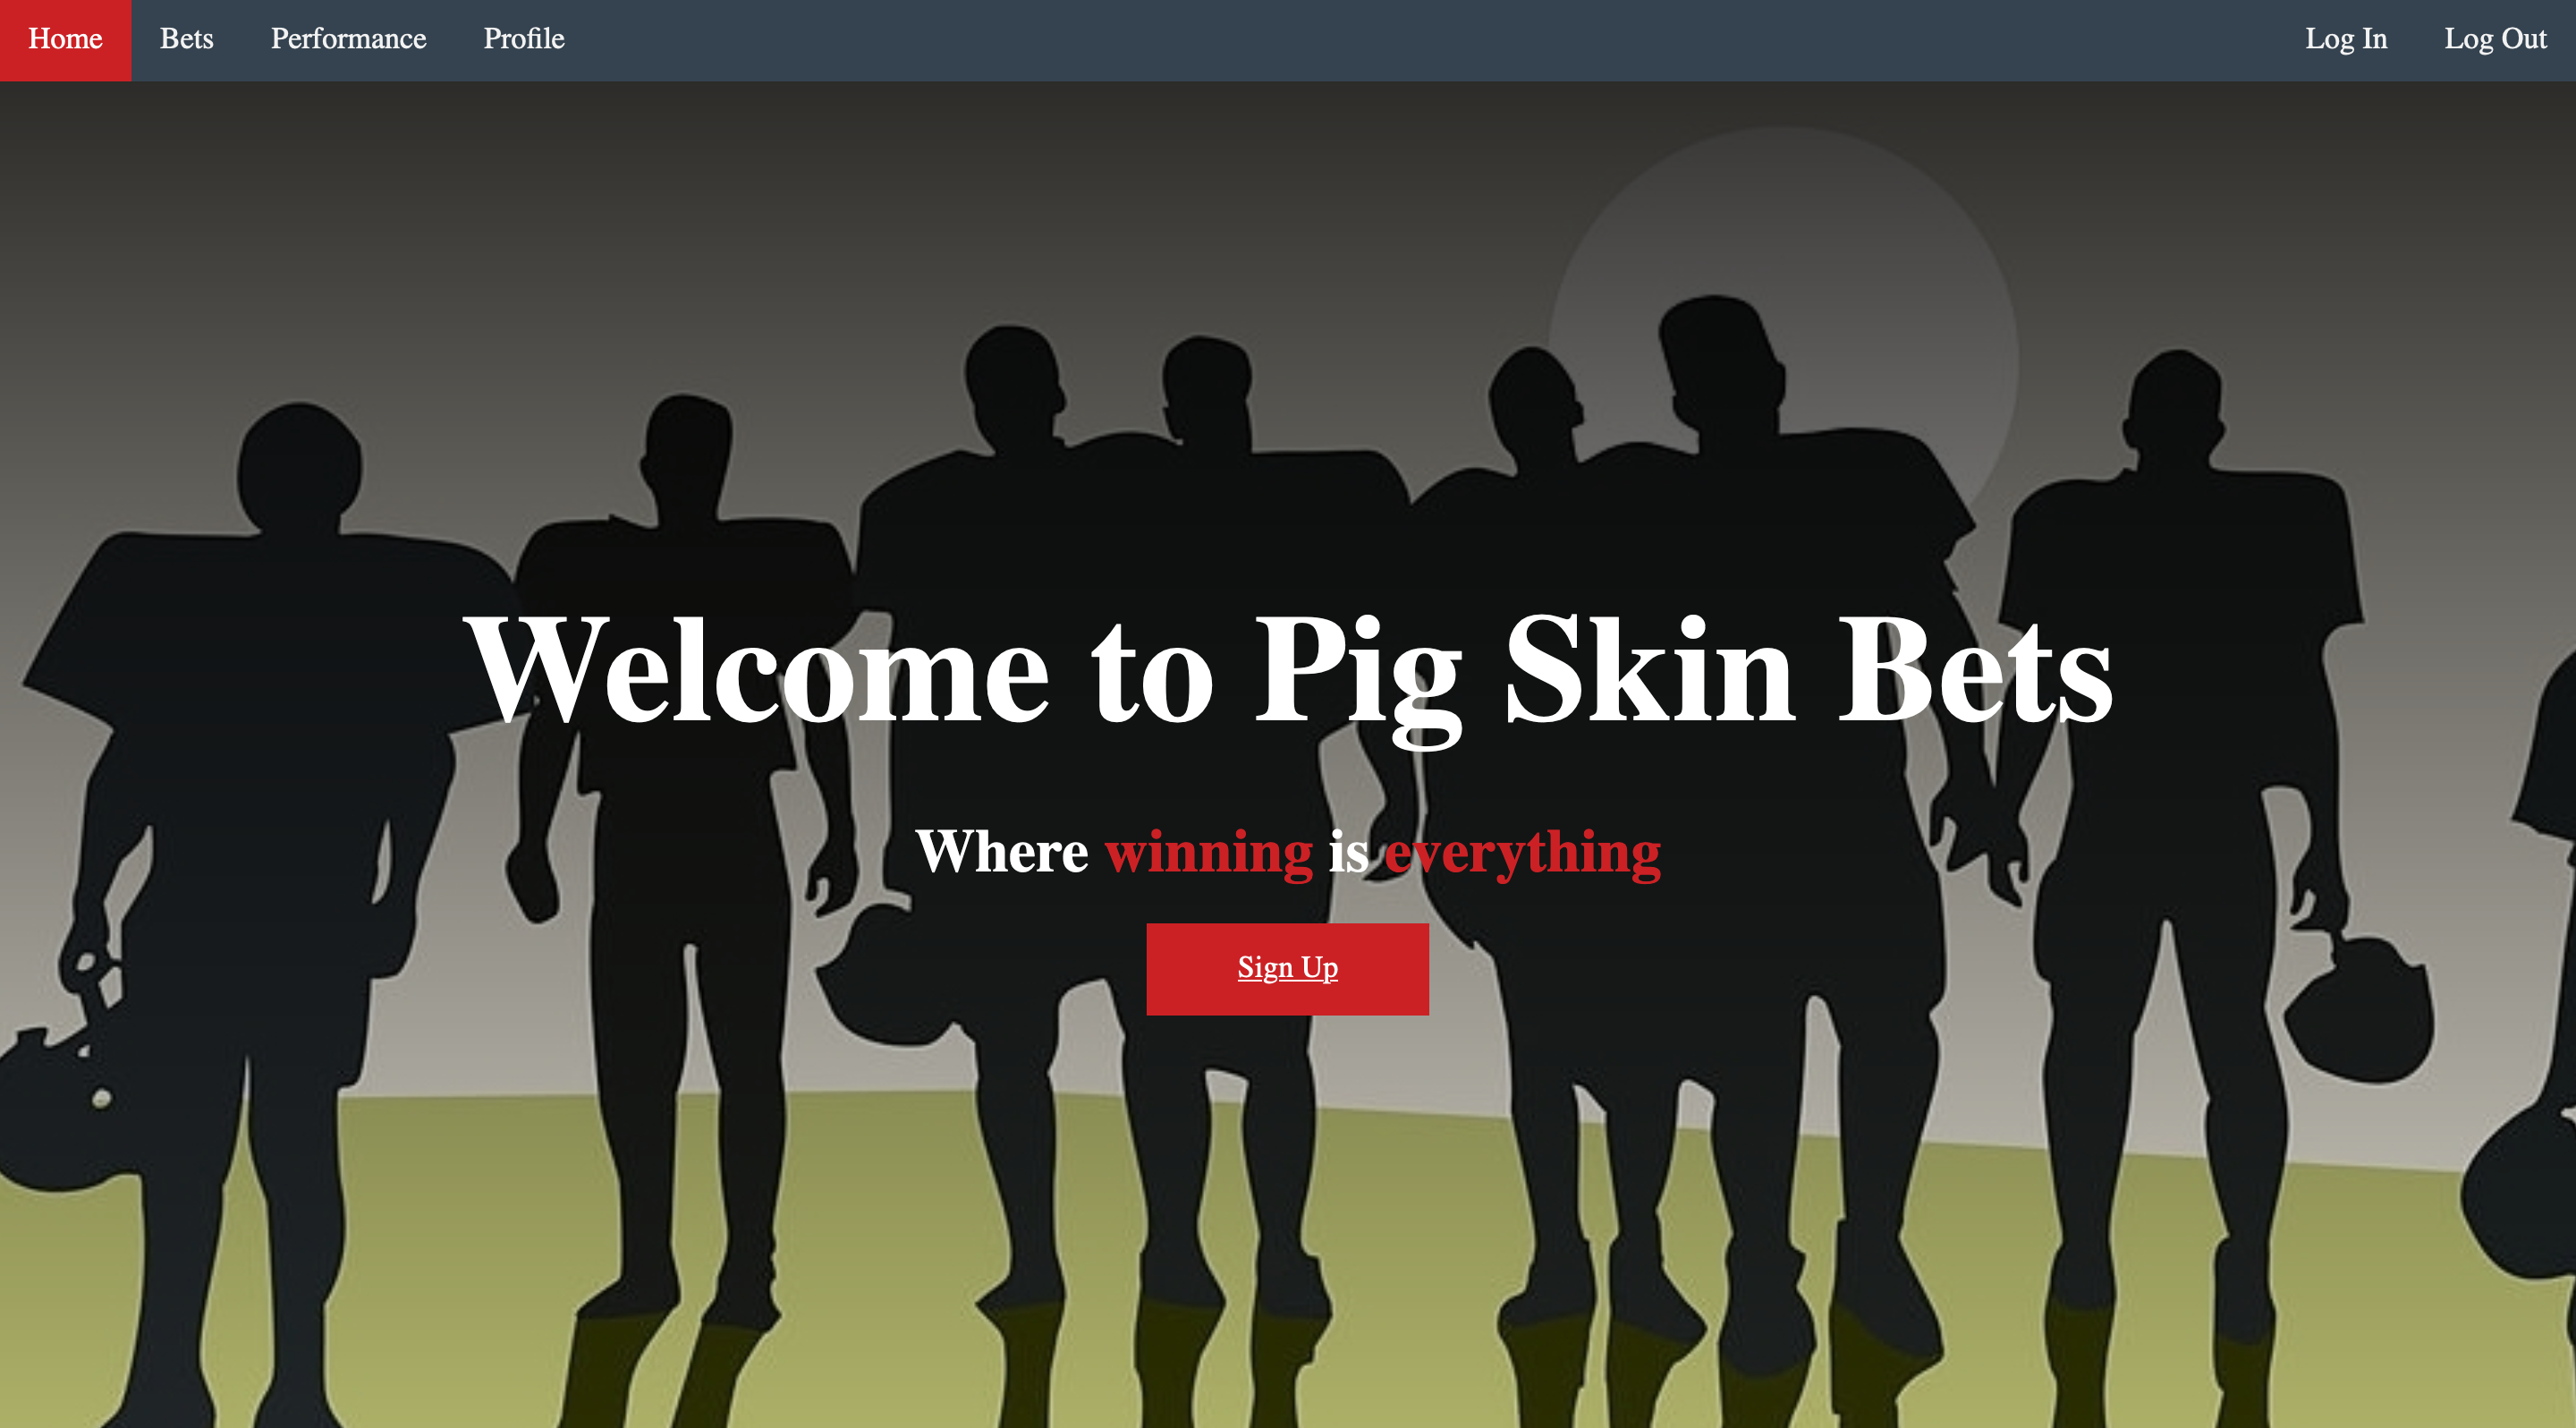 Home Bets Performance Profile Log In Log Out
Welcome to Pig Skin Bets
Where winning is everything
Sign Up